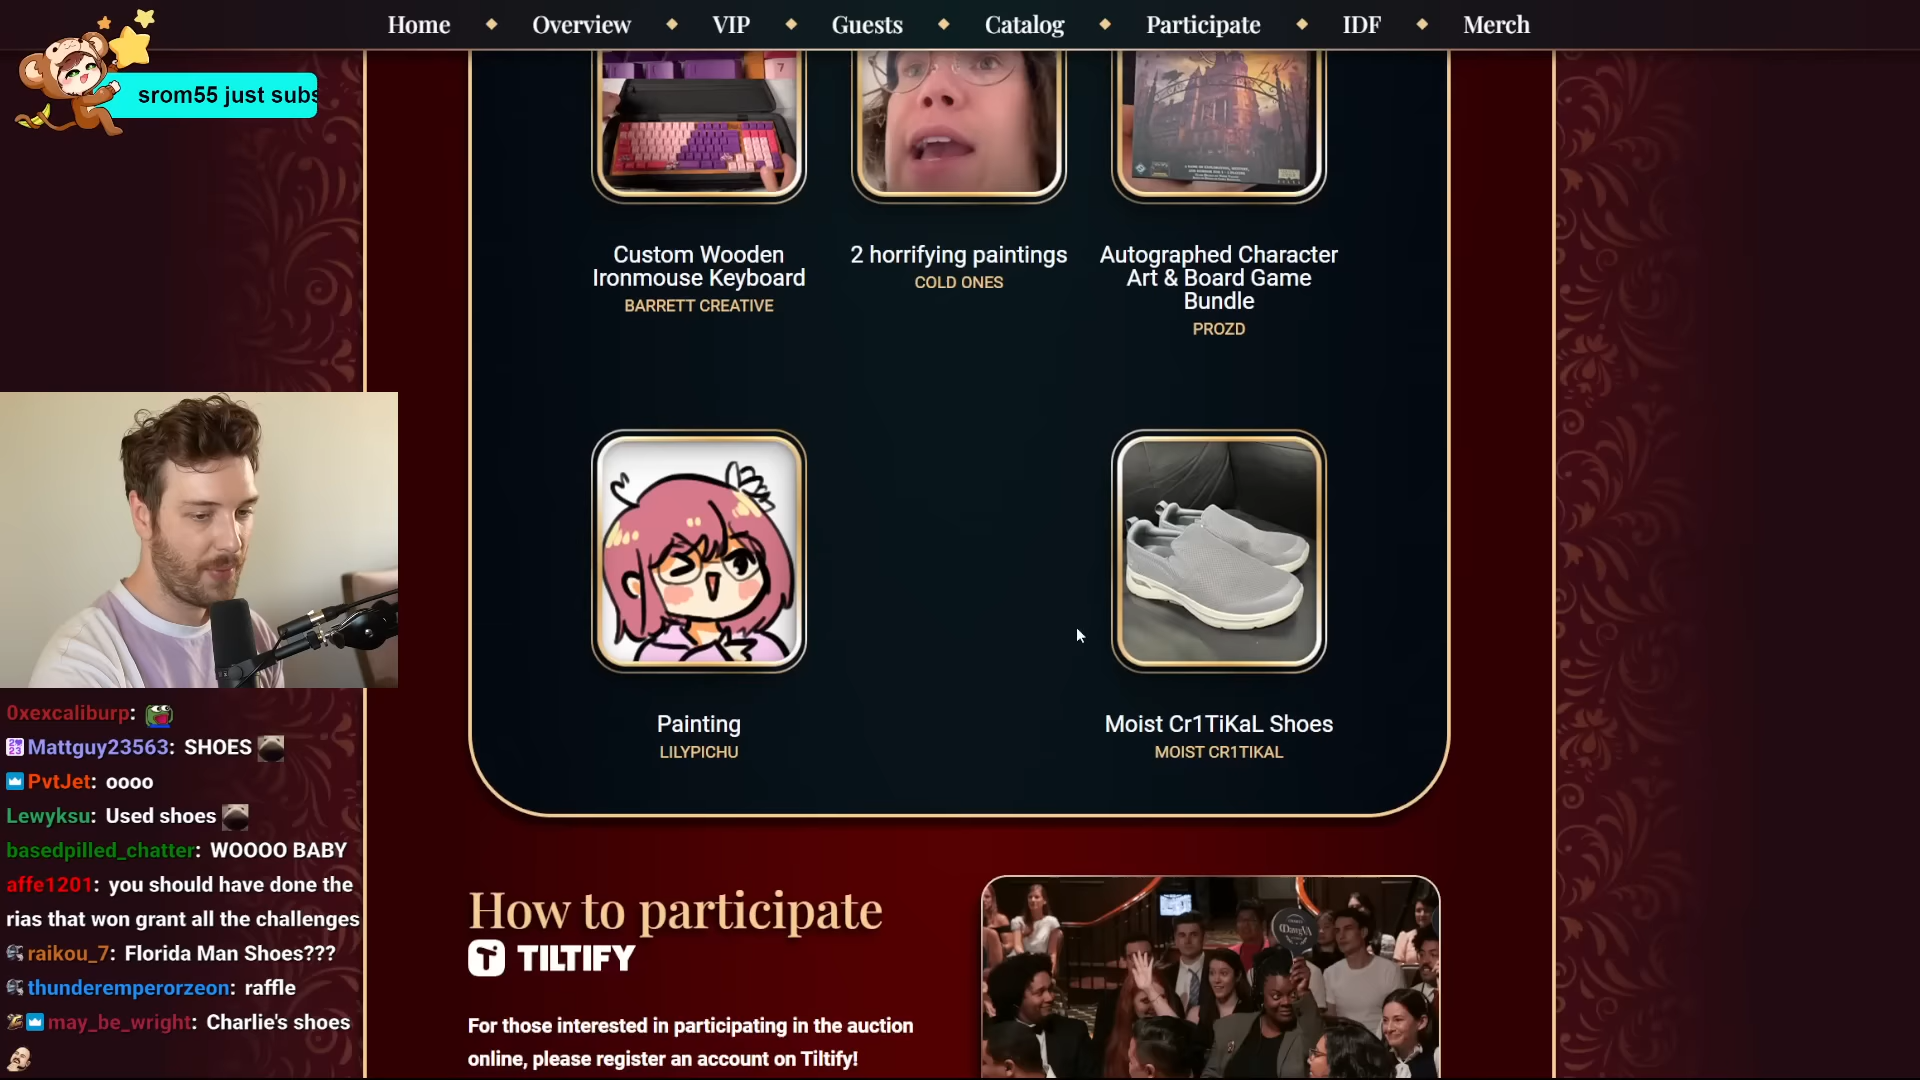 Home
Overview
VIP
Guests
Catalog
Participate
IDF
Merch
srom55 just subs
7
Custom Wooden
Ironmouse Keyboard
BARRETT CREATIVE
2 horrifying paintings
COLD ONES
Autographed Character
Art & Board Game
Bundle
PROZD
Painting
LILYPICHU
Moist Cr1TiKaL Shoes
MOIST CR1TIKAL
0xexcaliburp:
Mattguy23563: SHOES
PvtJet: oooo
Lewyksu: Used shoes
basedpilled_chatter: WOOOO BABY
affe1201: you should have done the
rias that won grant all the challenges
raikou_7: Florida Man Shoes???
thunderemperorzeon: raffle
may_be_wright: Charlie's shoes
How to participate
TILTIFY
For those interested in participating in the auction
online, please register an account on Tiltify!